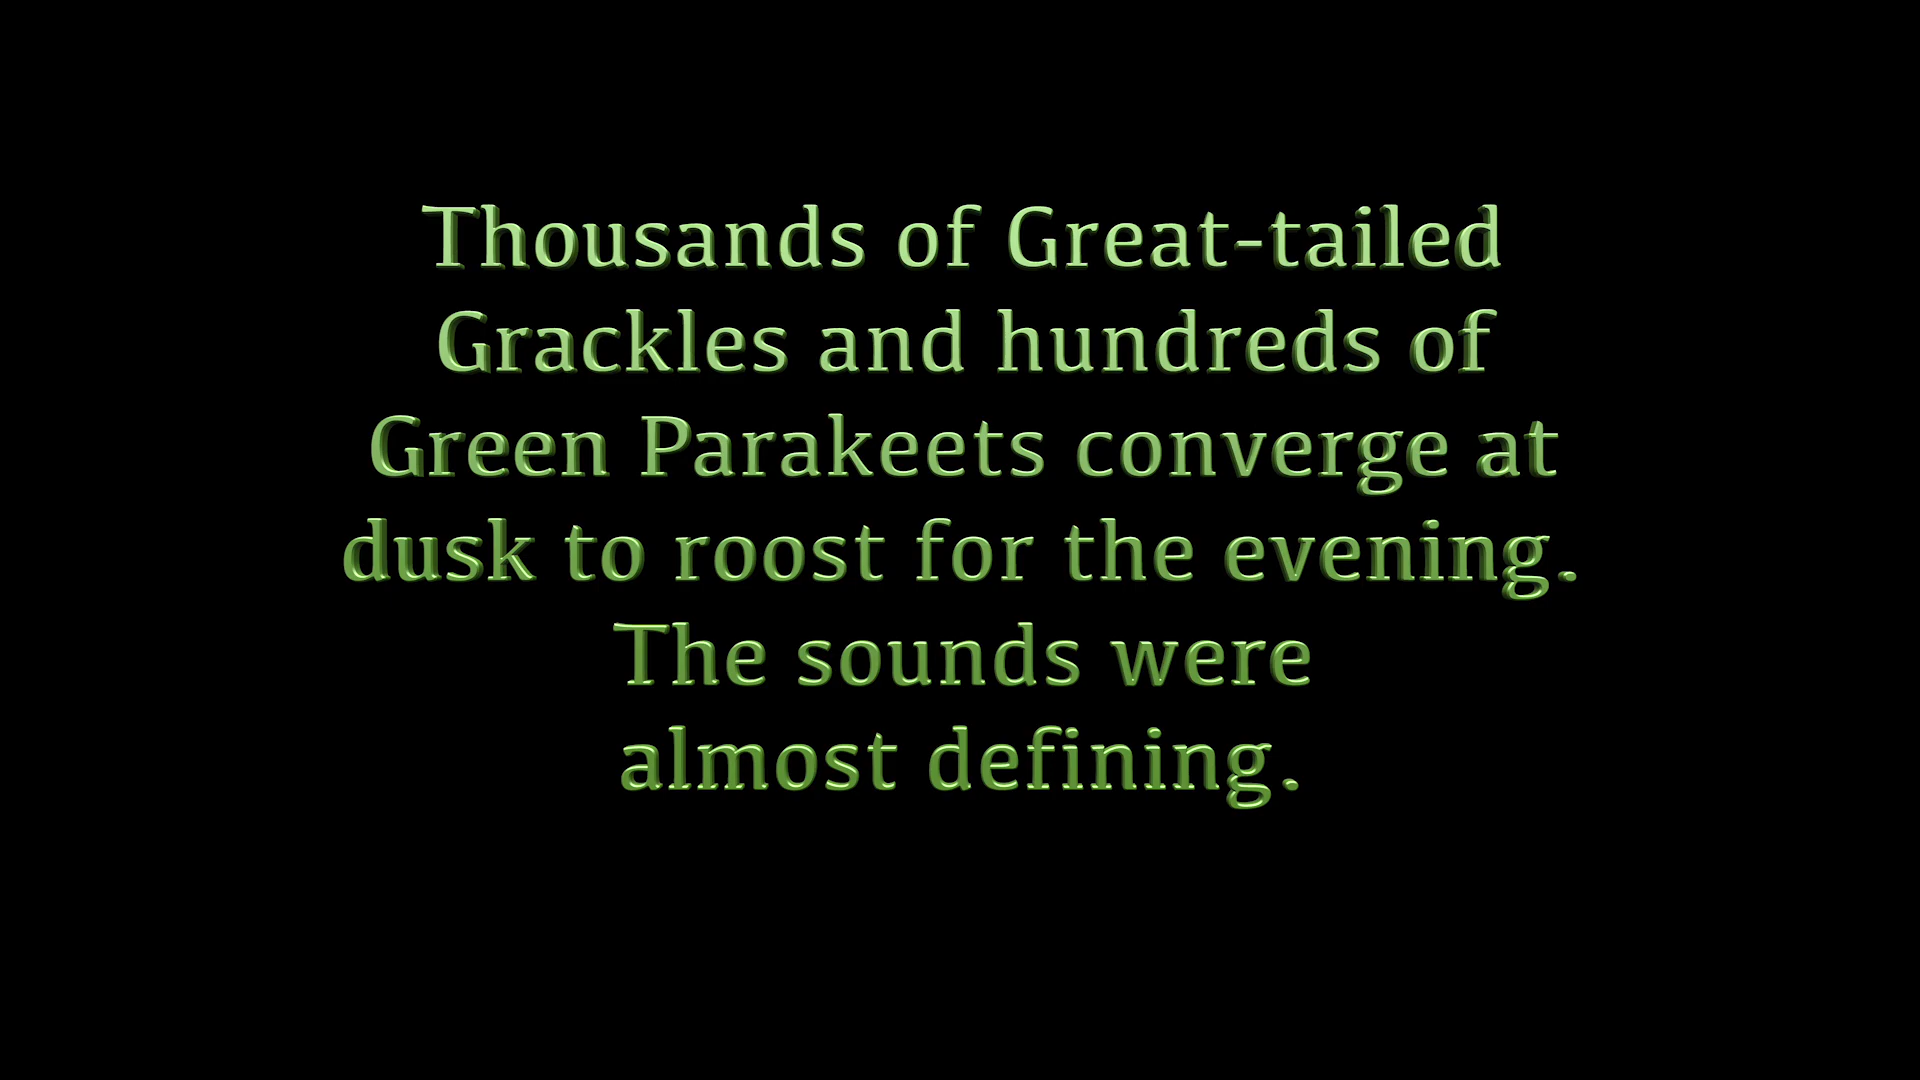 Thousands of Great-tailed
Grackles and hundreds of
Green Parakeets converge at
dusk to roost for the evening.
The sounds were
almost defining.